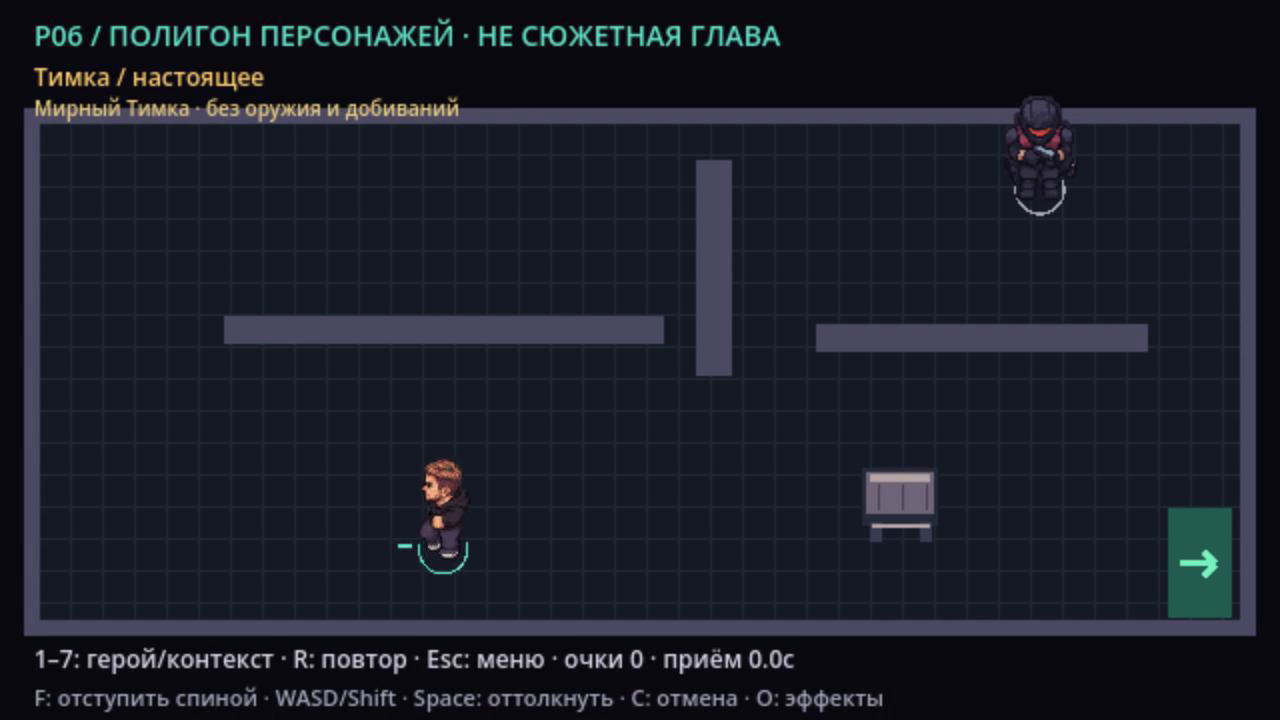 P06 / ПОЛИГОН ПЕРСОНАЖЕЙ · НЕ СЮЖЕТНАЯ ГЛАВА
Тимка / настоящее
Мирный Тимка · без оружия и добиваний
1–7: герой/контекст · R: повтор · Esc: меню · очки 0 · приём 0.0с
F: отступить спиной · WASD/Shift · Space: оттолкнуть · C: отмена · O: эффекты